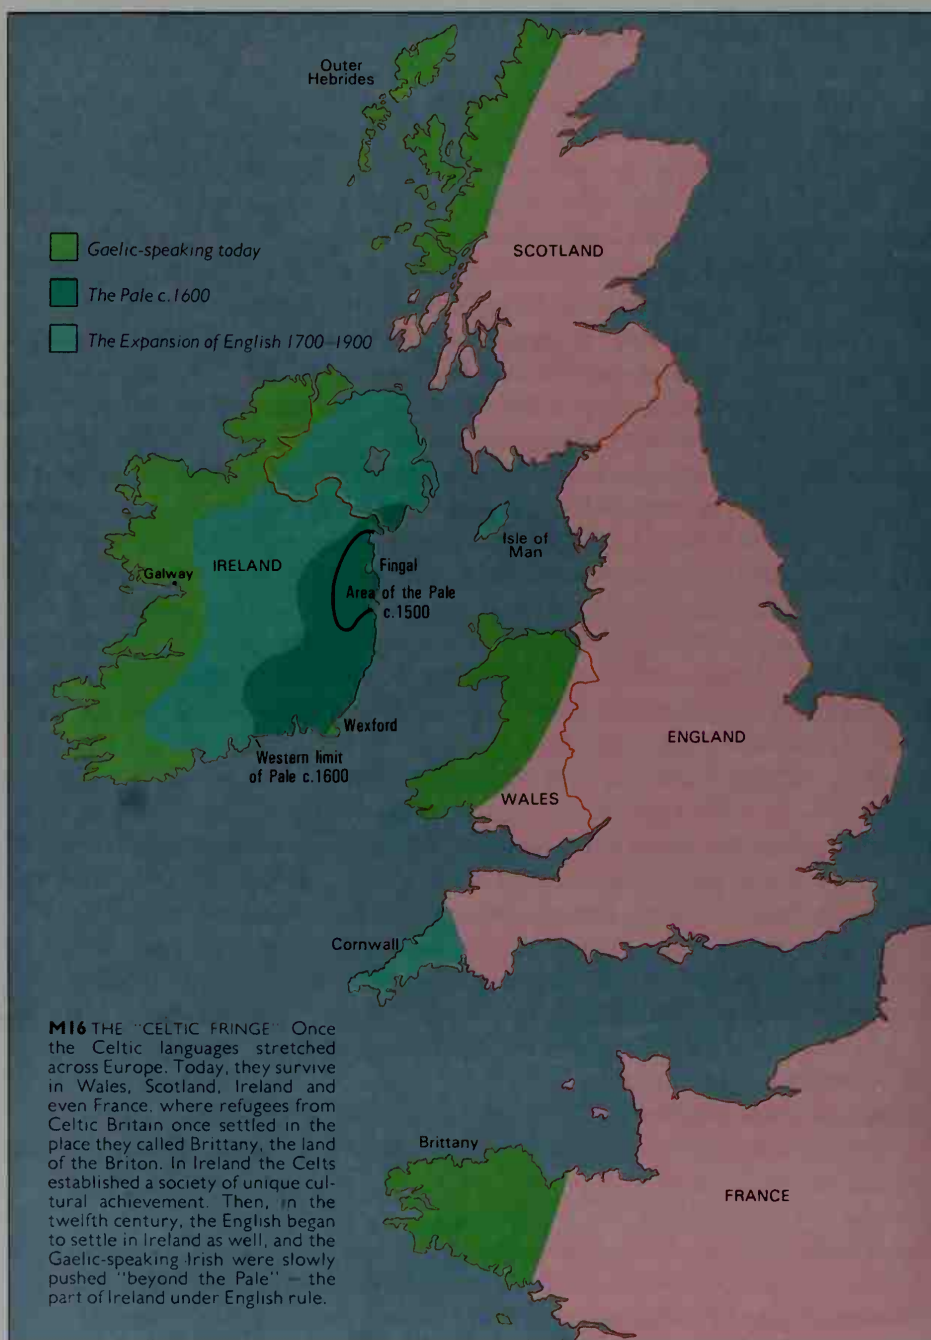 Outer
Hebrides
Gaelic-speaking today
The Pale c.1600
The Expansion of English 1700–1900
SCOTLAND
Isle of
Man
IRELAND
Galway
Fingal
Area of the Pale
c.1500
Wexford
Western limit
of Pale c.1600
ENGLAND
WALES
Cornwall
M16 THE "CELTIC FRINGE" Once
the Celtic languages stretched
across Europe. Today, they survive
in Wales, Scotland, Ireland and
even France, where refugees from
Celtic Britain once settled in the
place they called Brittany, the land
of the Briton. In Ireland the Celts
established a society of unique cul-
tural achievement. Then, in the
twelfth century, the English began
to settle in Ireland as well, and the
Gaelic-speaking Irish were slowly
pushed "beyond the Pale" – the
part of Ireland under English rule.
Brittany
FRANCE